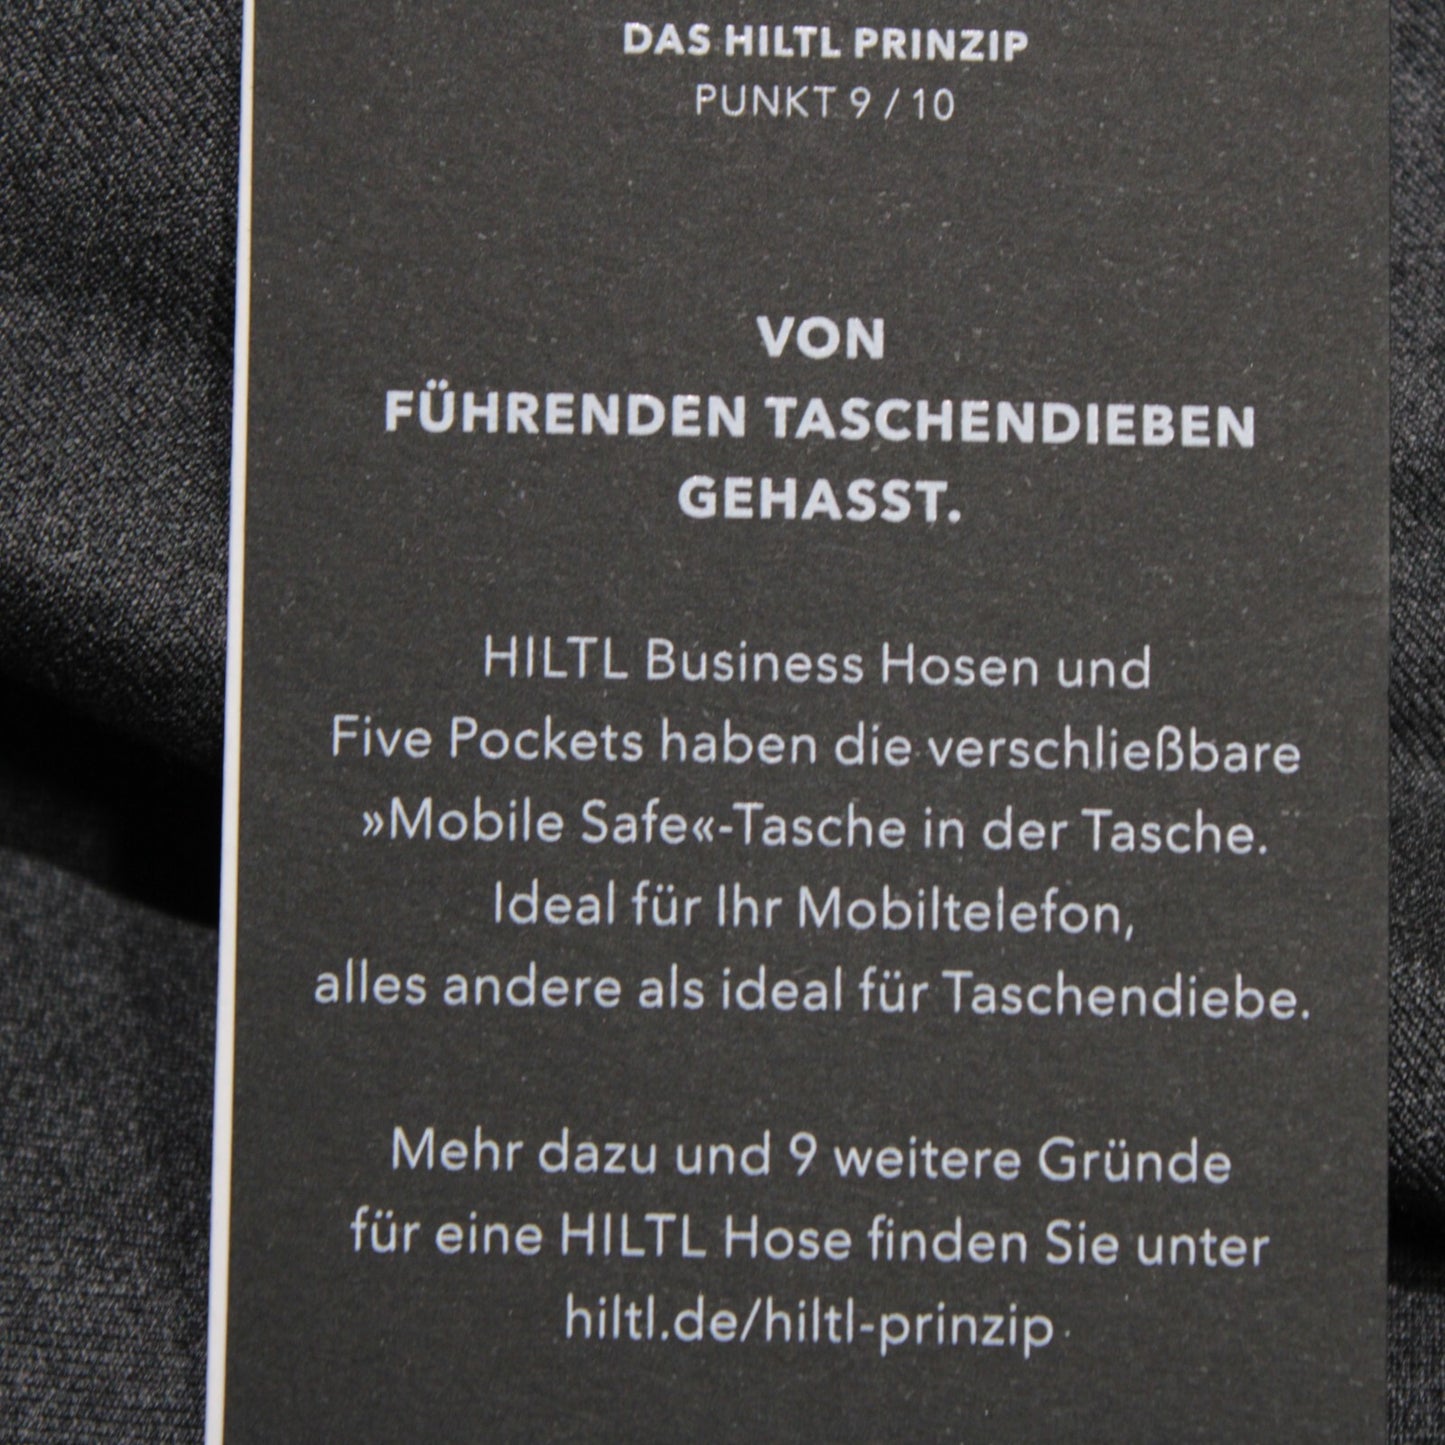 DAS HILTL PRINZIP
PUNKT 9 / 10
VON
FÜHRENDEN TASCHENDIEBEN
GEHASST.
HILTL Business Hosen und
Five Pockets haben die verschließbare
»Mobile Safe«-Tasche in der Tasche.
Ideal für Ihr Mobiltelefon,
alles andere als ideal für Taschendiebe.
Mehr dazu und 9 weitere Gründe
für eine HILTL Hose finden Sie unter
hiltl.de/hiltl-prinzip